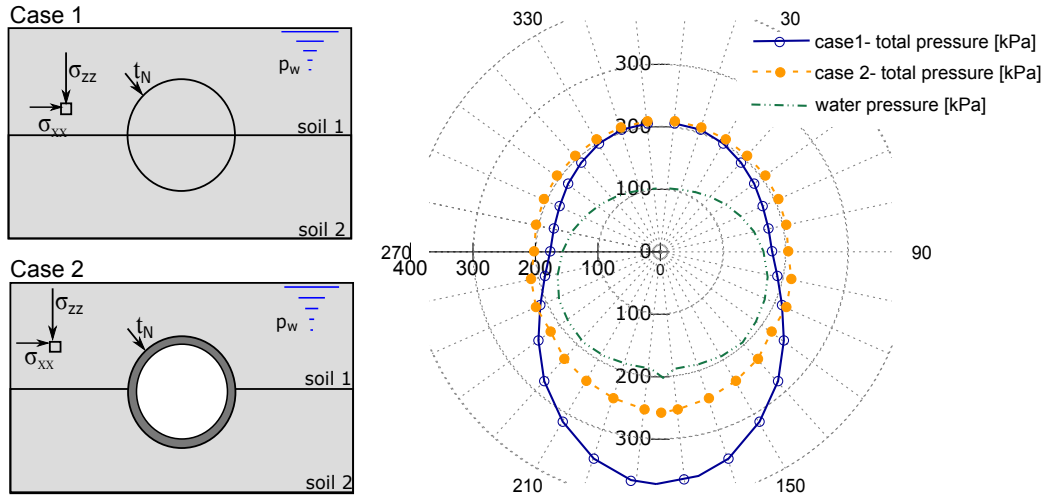 Case 1
σzz
tN
pw
σxx
soil 1
soil 2
Case 2
σzz
tN
pw
σxx
soil 1
soil 2
330
30
case1- total pressure [kPa]
case 2- total pressure [kPa]
water pressure [kPa]
300
200
100
270
0
90
400
300
200
100
0
100
200
300
210
150